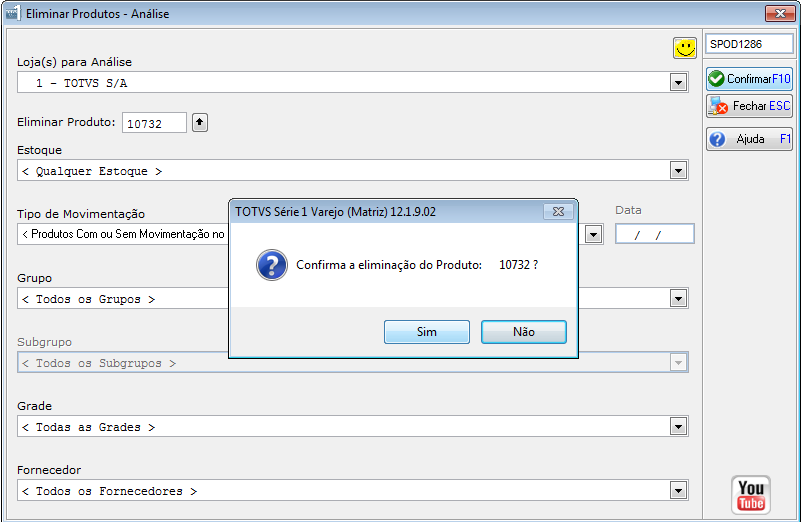 Eliminar Produtos - Análise
SPOD1286
Loja(s) para Análise
1 - TOTVS S/A
Confirmar F10
Fechar ESC
Eliminar Produto: 10732
Ajuda F1
Estoque
< Qualquer Estoque >
Tipo de Movimentação
Data
< Produtos Com ou Sem Movimentação no
/ /
TOTVS Série 1 Varejo (Matriz) 12.1.9.02
Confirma a eliminação do Produto: 10732 ?
Sim Não
Grupo
< Todos os Grupos >
Subgrupo
< Todos os Subgrupos >
Grade
< Todas as Grades >
Fornecedor
< Todos os Fornecedores >
You
Tube